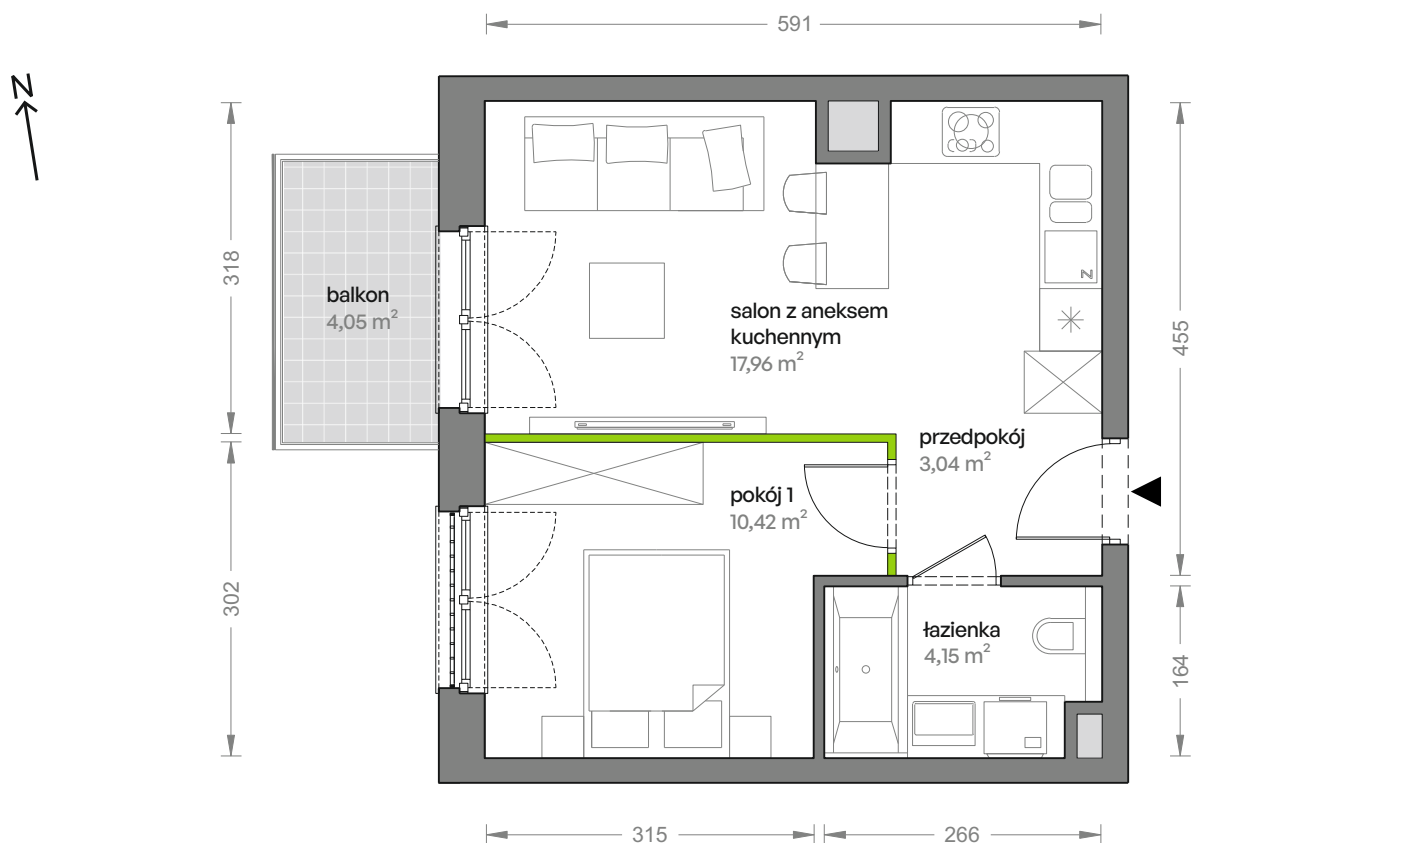 591
N
318
balkon
4,05 m²
salon z aneksem
kuchennym
17,96 m²
Z
455
przedpokój
3,04 m²
pokój 1
10,42 m²
302
łazienka
4,15 m²
164
315
266